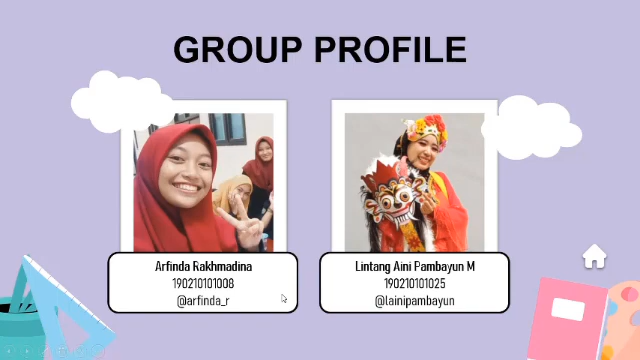 GROUP PROFILE
Arfinda Rakhmadina
190210101008
@arfinda_r
Lintang Aini Pambayun M
190210101025
@lainipambayun